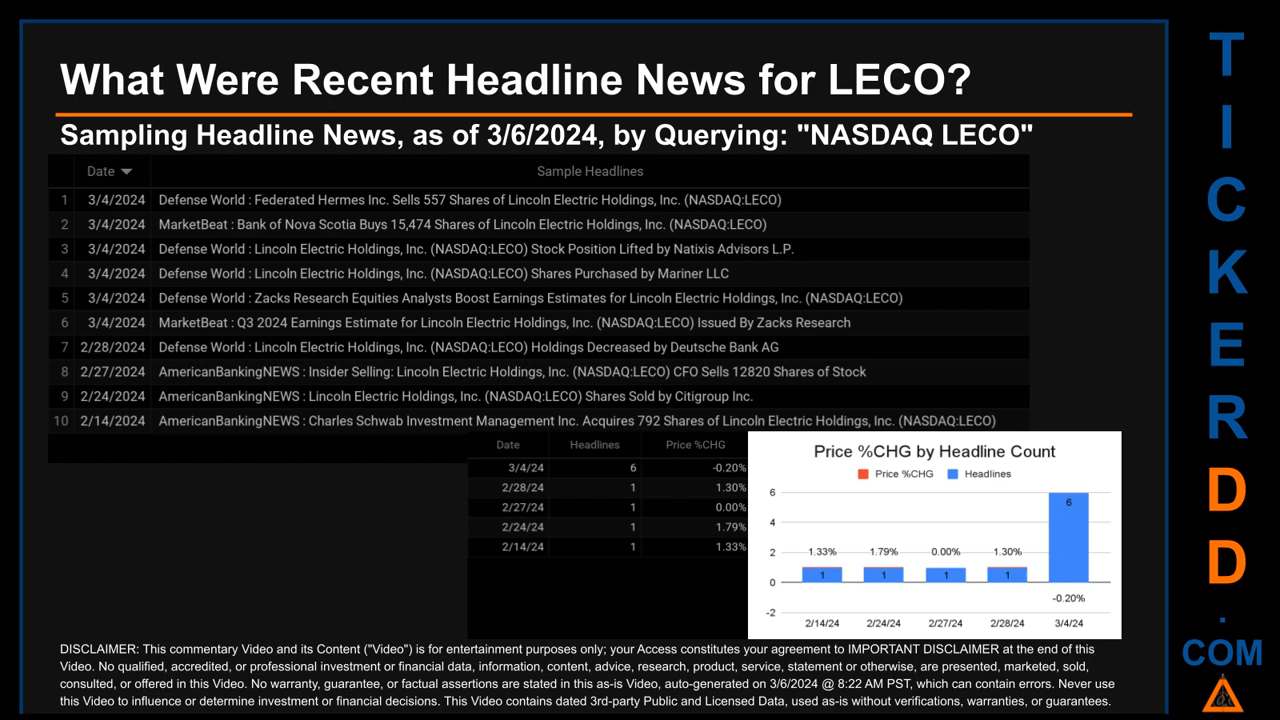 What Were Recent Headline News for LECO?
Sampling Headline News, as of 3/6/2024, by Querying: "NASDAQ LECO"
Date Sample Headlines
1 3/4/2024 Defense World : Federated Hermes Inc. Sells 557 Shares of Lincoln Electric Holdings, Inc. (NASDAQ:LECO)
2 3/4/2024 MarketBeat : Bank of Nova Scotia Buys 15,474 Shares of Lincoln Electric Holdings, Inc. (NASDAQ:LECO)
3 3/4/2024 Defense World : Lincoln Electric Holdings, Inc. (NASDAQ:LECO) Stock Position Lifted by Natixis Advisors L.P.
4 3/4/2024 Defense World : Lincoln Electric Holdings, Inc. (NASDAQ:LECO) Shares Purchased by Mariner LLC
5 3/4/2024 Defense World : Zacks Research Equities Analysts Boost Earnings Estimates for Lincoln Electric Holdings, Inc. (NASDAQ:LECO)
6 3/4/2024 MarketBeat : Q3 2024 Earnings Estimate for Lincoln Electric Holdings, Inc. (NASDAQ:LECO) Issued By Zacks Research
7 2/28/2024 Defense World : Lincoln Electric Holdings, Inc. (NASDAQ:LECO) Holdings Decreased by Deutsche Bank AG
8 2/27/2024 AmericanBankingNEWS : Insider Selling: Lincoln Electric Holdings, Inc. (NASDAQ:LECO) CFO Sells 12820 Shares of Stock
9 2/24/2024 AmericanBankingNEWS : Lincoln Electric Holdings, Inc. (NASDAQ:LECO) Shares Sold by Citigroup Inc.
10 2/14/2024 AmericanBankingNEWS : Charles Schwab Investment Management Inc. Acquires 792 Shares of Lincoln Electric Holdings, Inc. (NASDAQ:LECO)
Date Headlines Price %CHG
3/4/24 6 -0.20%
2/28/24 1 1.30%
2/27/24 1 0.00%
2/24/24 1 1.79%
2/14/24 1 1.33%
Price %CHG by Headline Count
Price %CHG Headlines
6
6
4
2 1.33% 1.79% 0.00% 1.30%
0 1 1 1 1
-0.20%
-2
2/14/24 2/24/24 2/27/24 2/28/24 3/4/24
DISCLAIMER: This commentary Video and its Content ("Video") is for entertainment purposes only; your Access constitutes your agreement to IMPORTANT DISCLAIMER at the end of this
Video. No qualified, accredited, or professional investment or financial data, information, content, advice, research, product, service, statement or otherwise, are presented, marketed, sold,
consulted, or offered in this Video. No warranty, guarantee, or factual assertions are stated in this as-is Video, auto-generated on 3/6/2024 @ 8:22 AM PST, which can contain errors. Never use
this Video to influence or determine investment or financial decisions. This Video contains dated 3rd-party Public and Licensed Data, used as-is without verifications, warranties, or guarantees.
T
I
C
K
E
R
D
D
.
COM